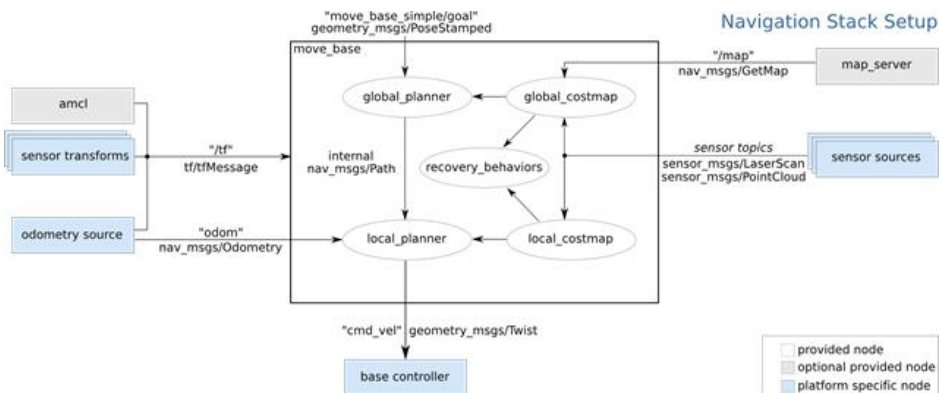 Navigation Stack Setup
"move_base_simple/goal"
geometry_msgs/PoseStamped
move_base
"/map"
nav_msgs/GetMap
map_server
global_planner
global_costmap
amcl
sensor transforms
"/tf"
tf/tfMessage
internal
nav_msgs/Path
recovery_behaviors
sensor topics
sensor_msgs/LaserScan
sensor_msgs/PointCloud
sensor sources
odometry source
"odom"
nav_msgs/Odometry
local_planner
local_costmap
"cmd_vel" geometry_msgs/Twist
base controller
provided node
optional provided node
platform specific node